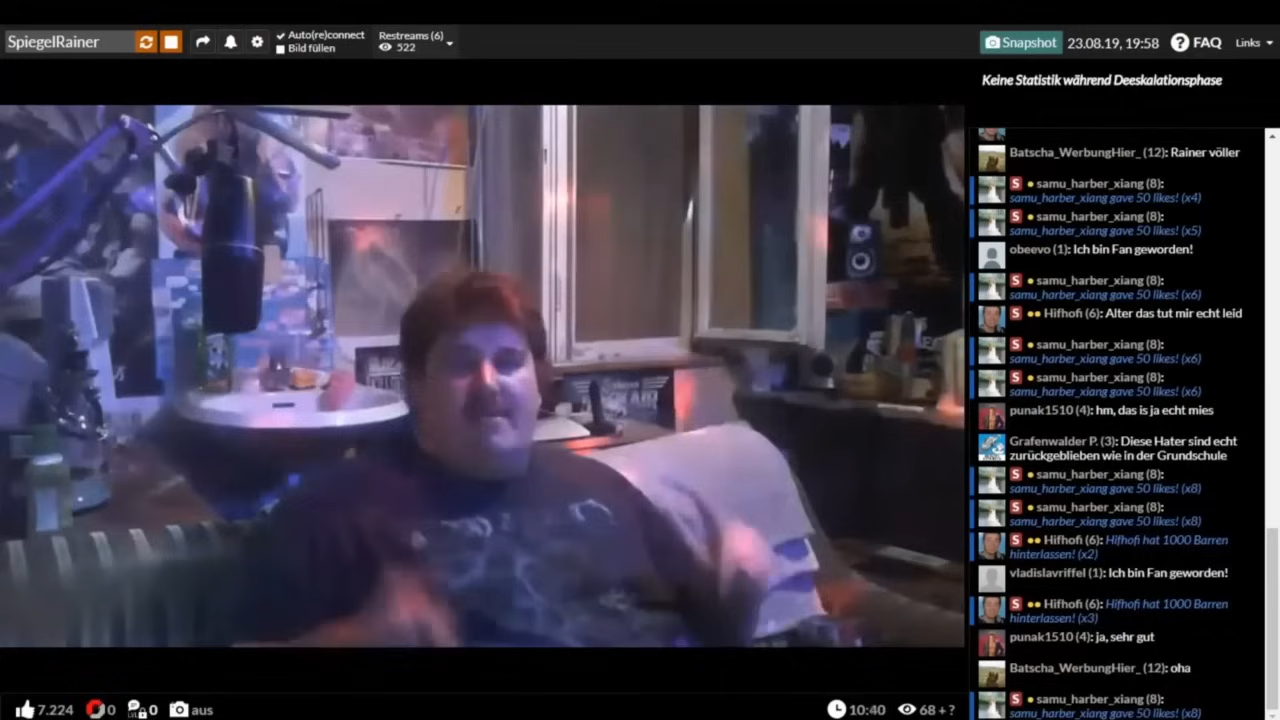 SpiegelRainer
Auto(re)connect
Bild füllen
Restreams (6)
522
Snapshot
23.08.19, 19:58
? FAQ
Links
Keine Statistik während Deeskalationsphase
Batscha_WerbungHier_ (12): Rainer völler
S samu_harber_xiang (8):
samu_harber_xiang gave 50 likes! (x4)
S samu_harber_xiang (8):
samu_harber_xiang gave 50 likes! (x5)
obeevo (1): Ich bin Fan geworden!
S samu_harber_xiang (8):
samu_harber_xiang gave 50 likes! (x6)
S Hifhofi (6): Alter das tut mir echt leid
S samu_harber_xiang (8):
samu_harber_xiang gave 50 likes! (x6)
S samu_harber_xiang (8):
samu_harber_xiang gave 50 likes! (x6)
punak1510 (4): hm, das is ja echt mies
Grafenwalder P. (3): Diese Hater sind echt
zurückgeblieben wie in der Grundschule
S samu_harber_xiang (8):
samu_harber_xiang gave 50 likes! (x8)
S samu_harber_xiang (8):
samu_harber_xiang gave 50 likes! (x8)
S Hifhofi (6): Hifhofi hat 1000 Barren
hinterlassen! (x2)
vladislavriffel (1): Ich bin Fan geworden!
S Hifhofi (6): Hifhofi hat 1000 Barren
hinterlassen! (x3)
punak1510 (4): ja, sehr gut
Batscha_WerbungHier_ (12): oha
S samu_harber_xiang (8):
samu_harber_xiang gave 50 likes! (x8)
7.224
0
0
aus
10:40
68 + ?